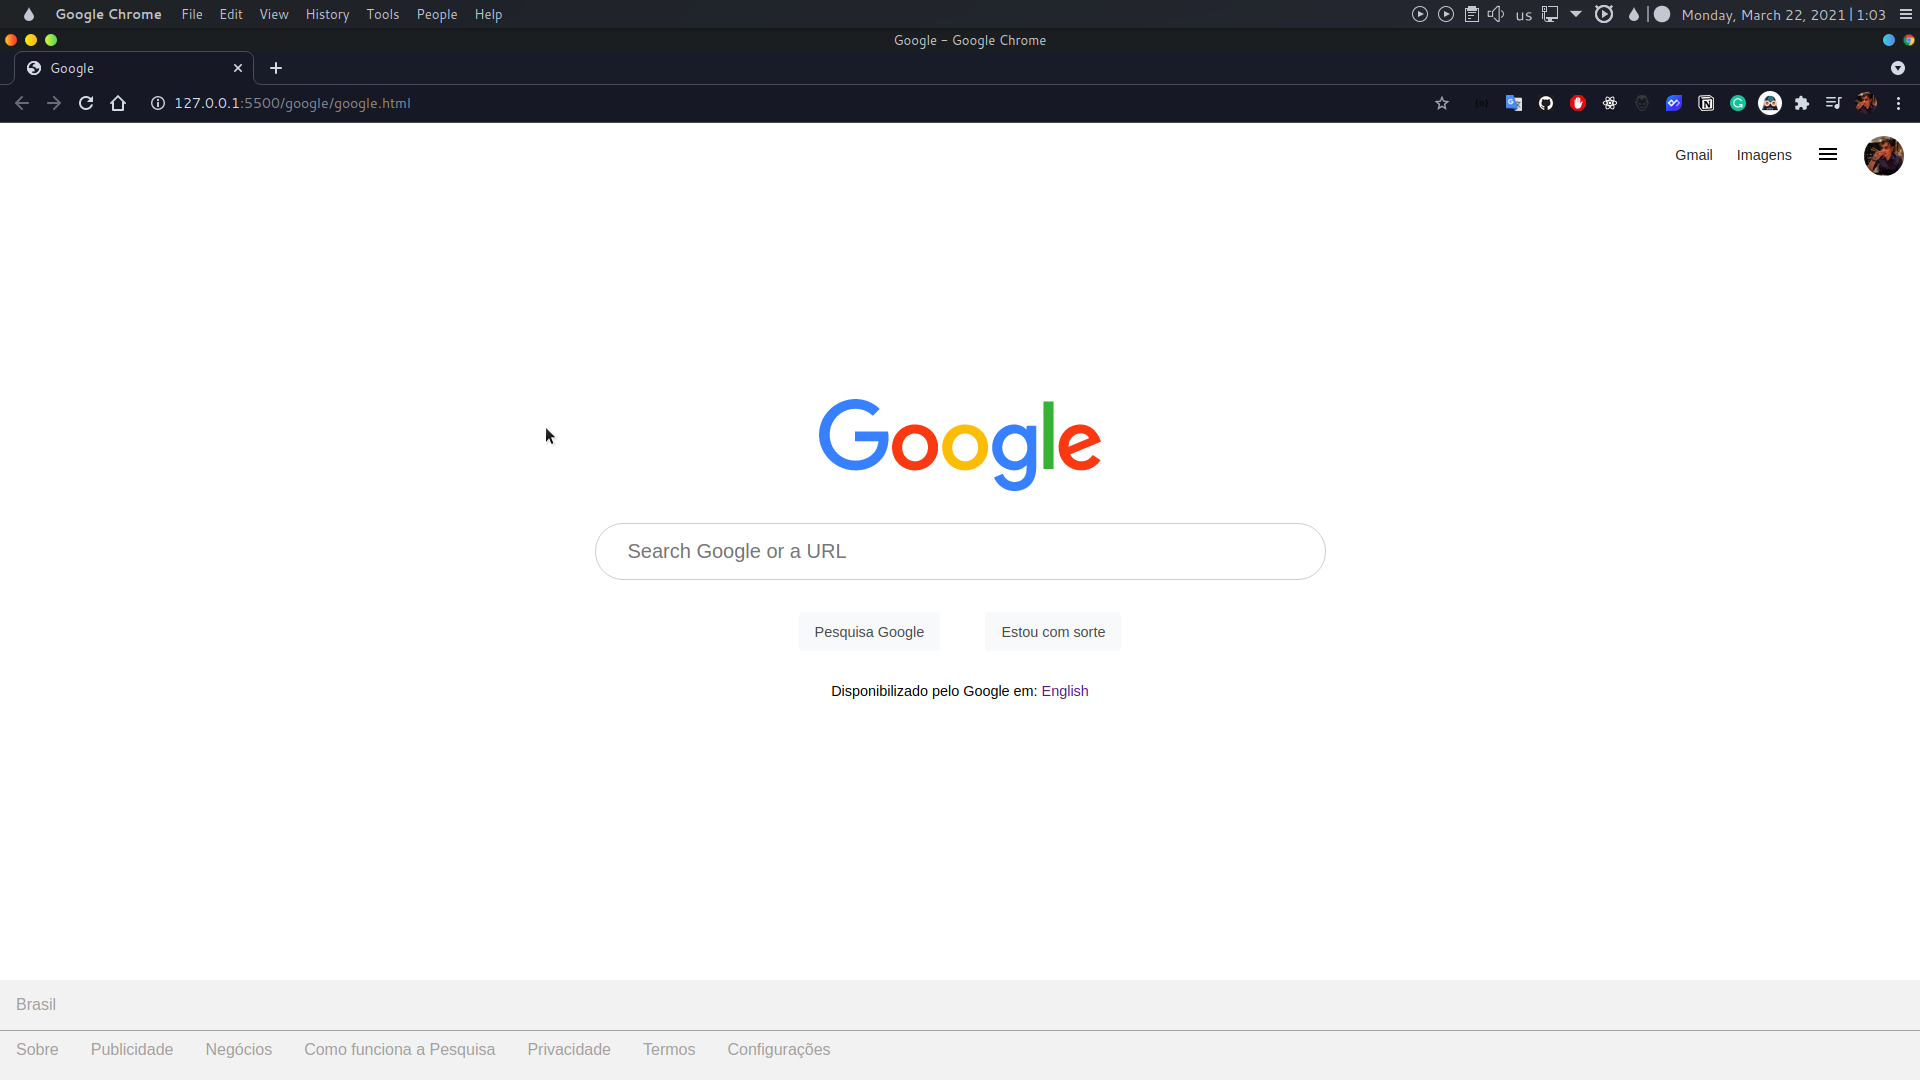 Google Chrome File Edit View History Tools People Help us Monday, March 22, 2021 | 1:03
Google - Google Chrome
Google
127.0.0.1:5500/google/google.html
Gmail Imagens
Google
Search Google or a URL
Pesquisa Google Estou com sorte
Disponibilizado pelo Google em: English
Brasil
Sobre Publicidade Negócios Como funciona a Pesquisa Privacidade Termos Configurações